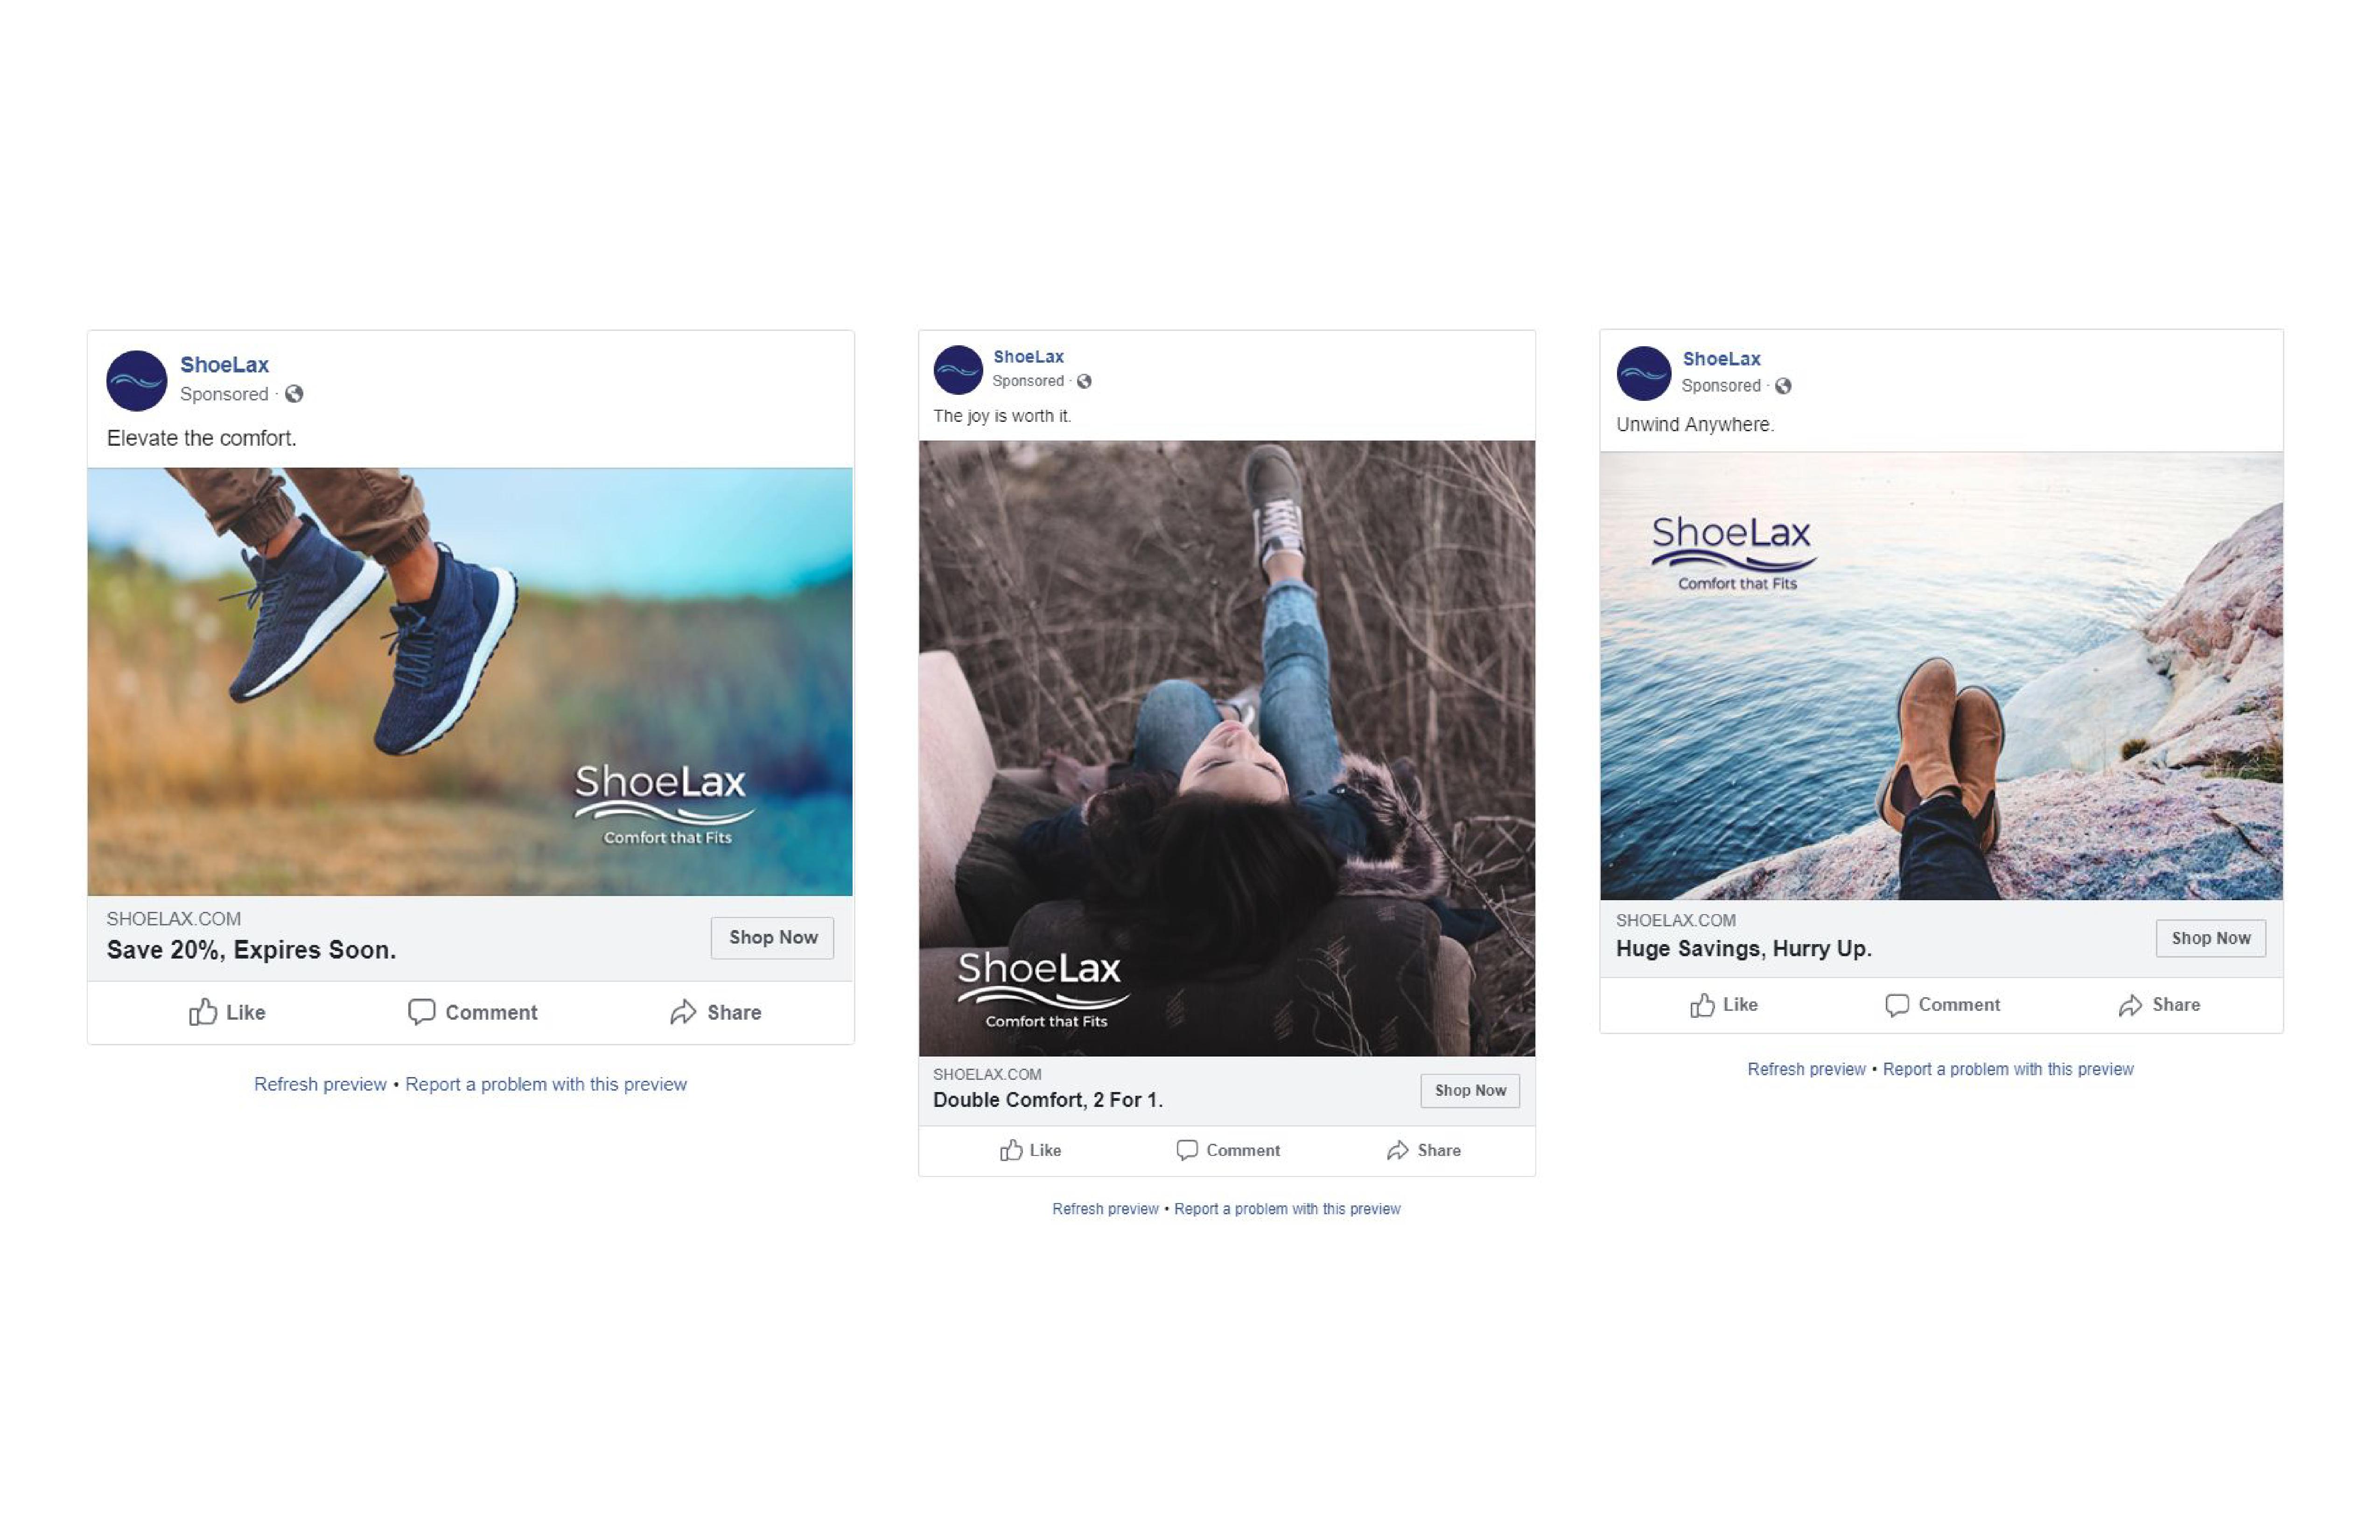 ShoeLax
Sponsored ·
Elevate the comfort.
ShoeLax
Comfort that Fits
SHOELAX.COM
Save 20%, Expires Soon.
Shop Now
Like
Comment
Share
Refresh preview • Report a problem with this preview
ShoeLax
Sponsored ·
The joy is worth it.
ShoeLax
Comfort that Fits
SHOELAX.COM
Double Comfort, 2 For 1.
Shop Now
Like
Comment
Share
Refresh preview • Report a problem with this preview
ShoeLax
Sponsored ·
Unwind Anywhere.
ShoeLax
Comfort that Fits
SHOELAX.COM
Huge Savings, Hurry Up.
Shop Now
Like
Comment
Share
Refresh preview • Report a problem with this preview